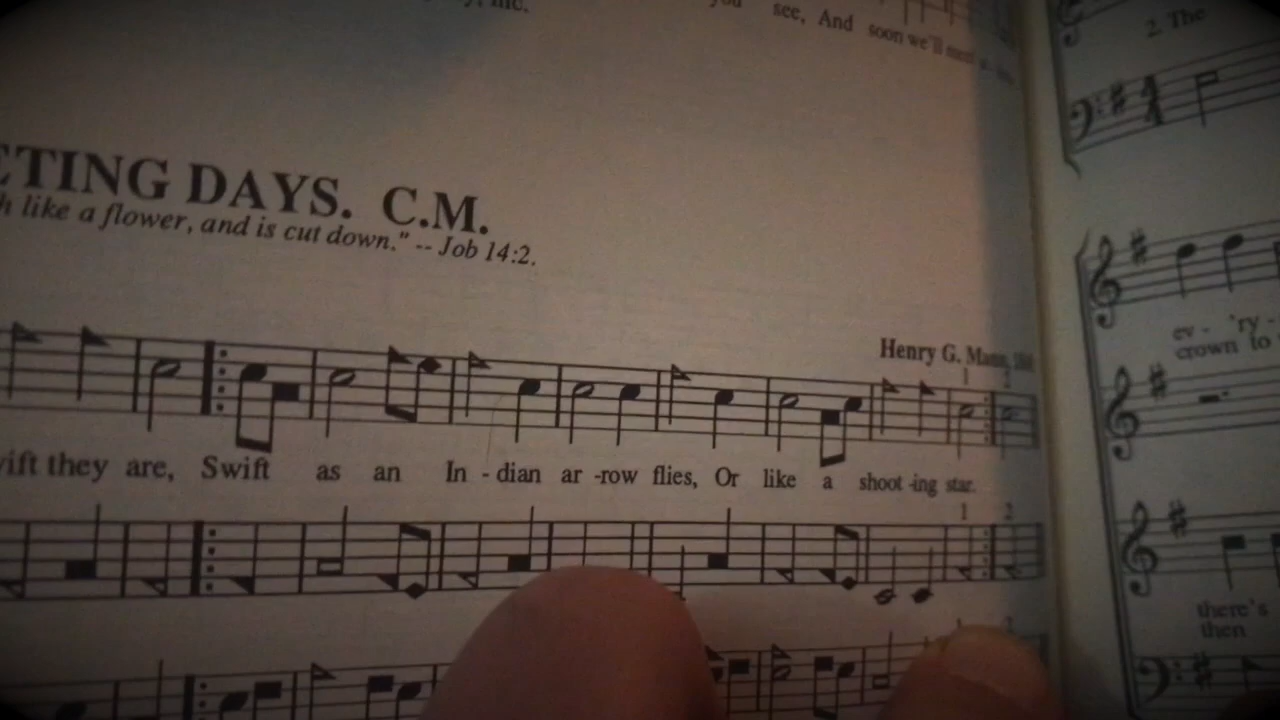 see, And soon we'll
ETING DAYS. C.M.
h like a flower, and is cut down." -- Job 14:2.
Henry G. Mann,
1 2
ift they are, Swift as an In - dian ar -row flies, Or like a shoot -ing star.
1 2
2. The
ev - 'ry -
crown to
there's
then